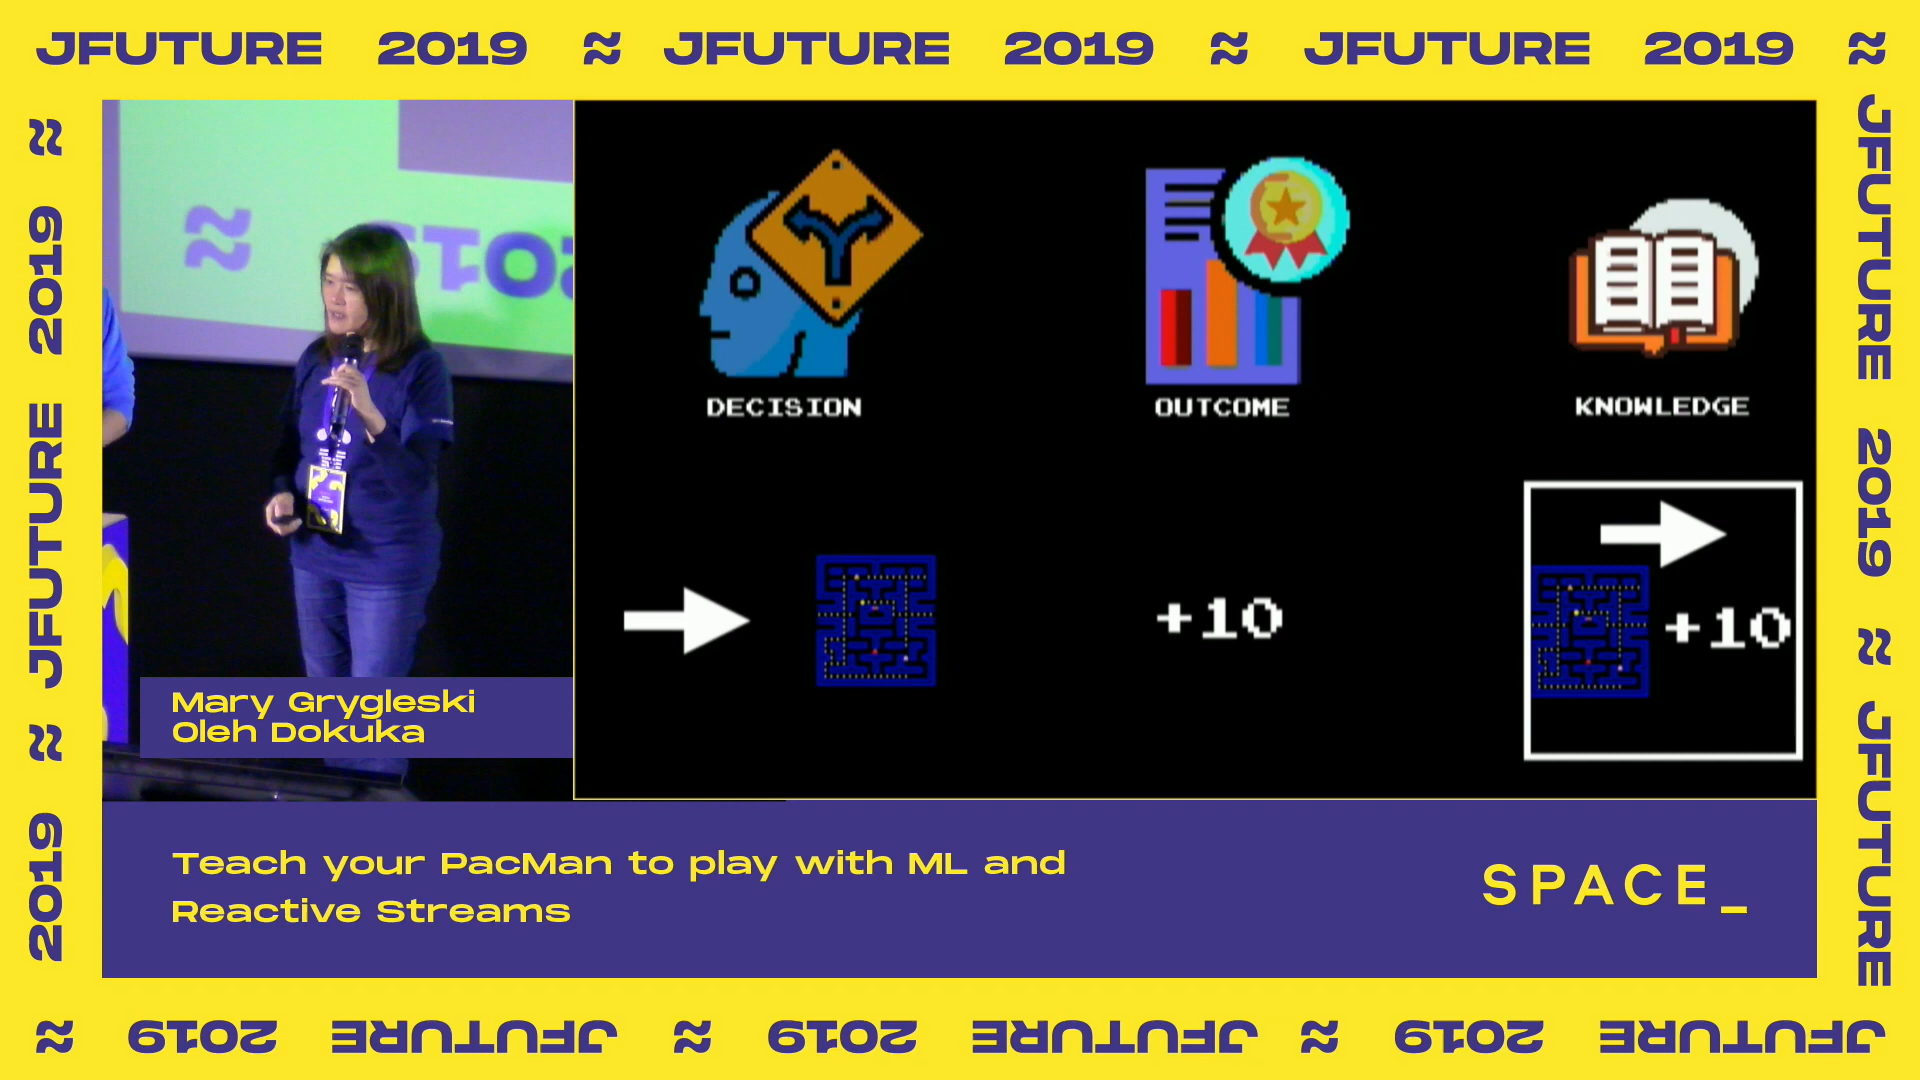 JFUTURE 2019 ≈ JFUTURE 2019 ≈ JFUTURE 2019 ≈
JFUTURE 2019 ≈ JFUTURE
2019 ≈ JFUTURE 2019 ≈
2019
DECISION
OUTCOME
KNOWLEDGE
+10
+10
Mary Grygleski
Oleh Dokuka
Teach your PacMan to play with ML and
Reactive Streams
SPACE_
JFUTURE 2019 ≈ JFUTURE 2019 ≈ JFUTURE 2019 ≈